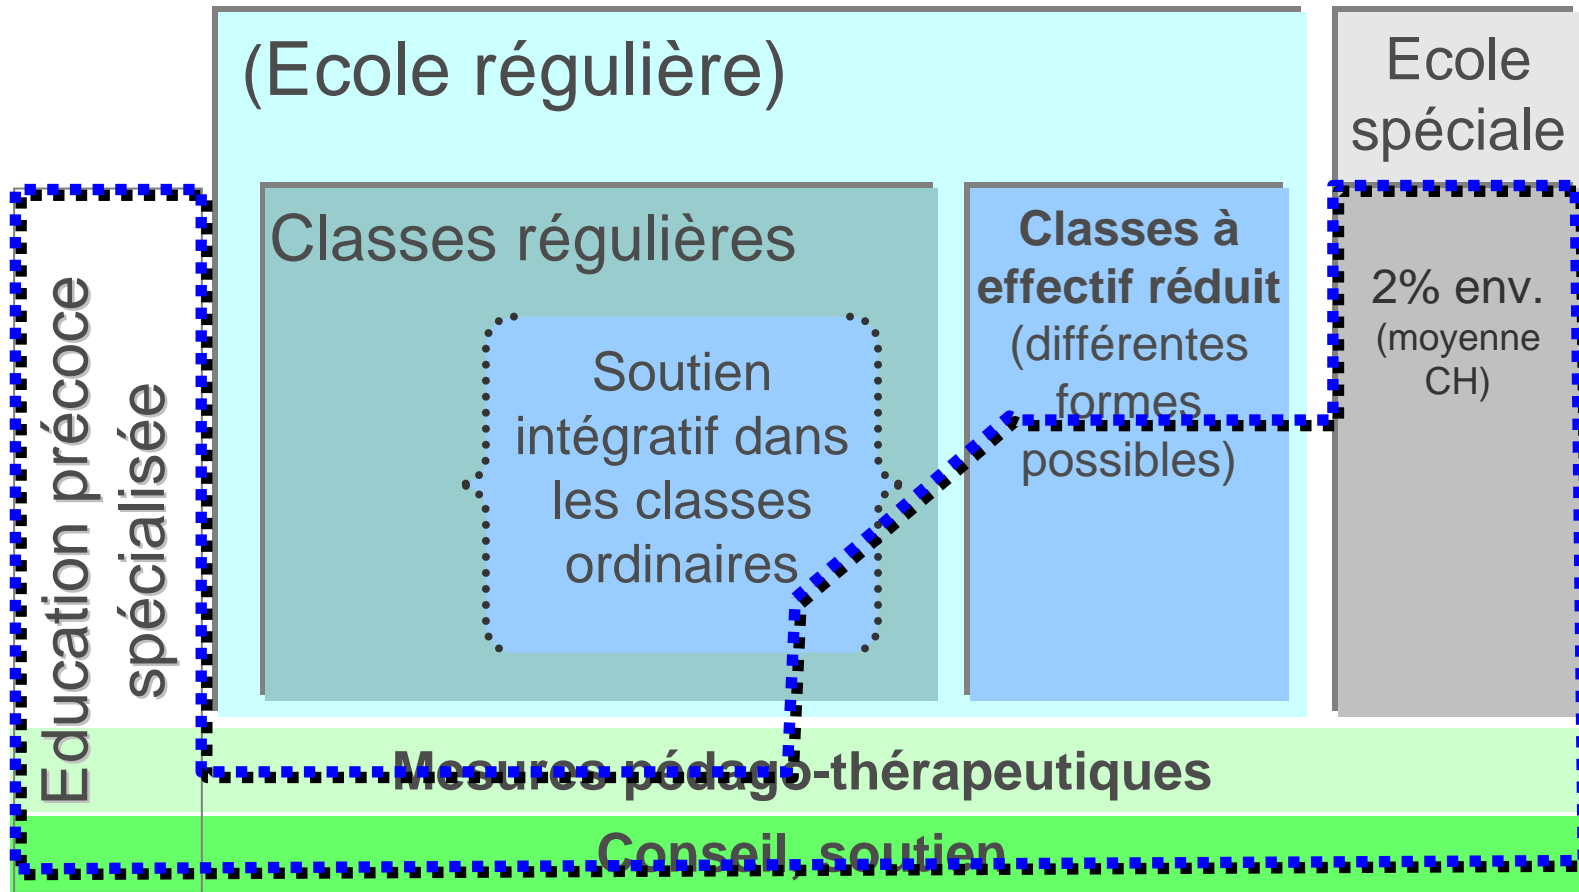 (Ecole régulière)
Ecole
spéciale
Education précoce
spécialisée
Classes régulières
Soutien
intégratif dans
les classes
ordinaires
Classes à
effectif réduit
(différentes
formes
possibles)
2% env.
(moyenne
CH)
Mesures pédago-thérapeutiques
Conseil, soutien